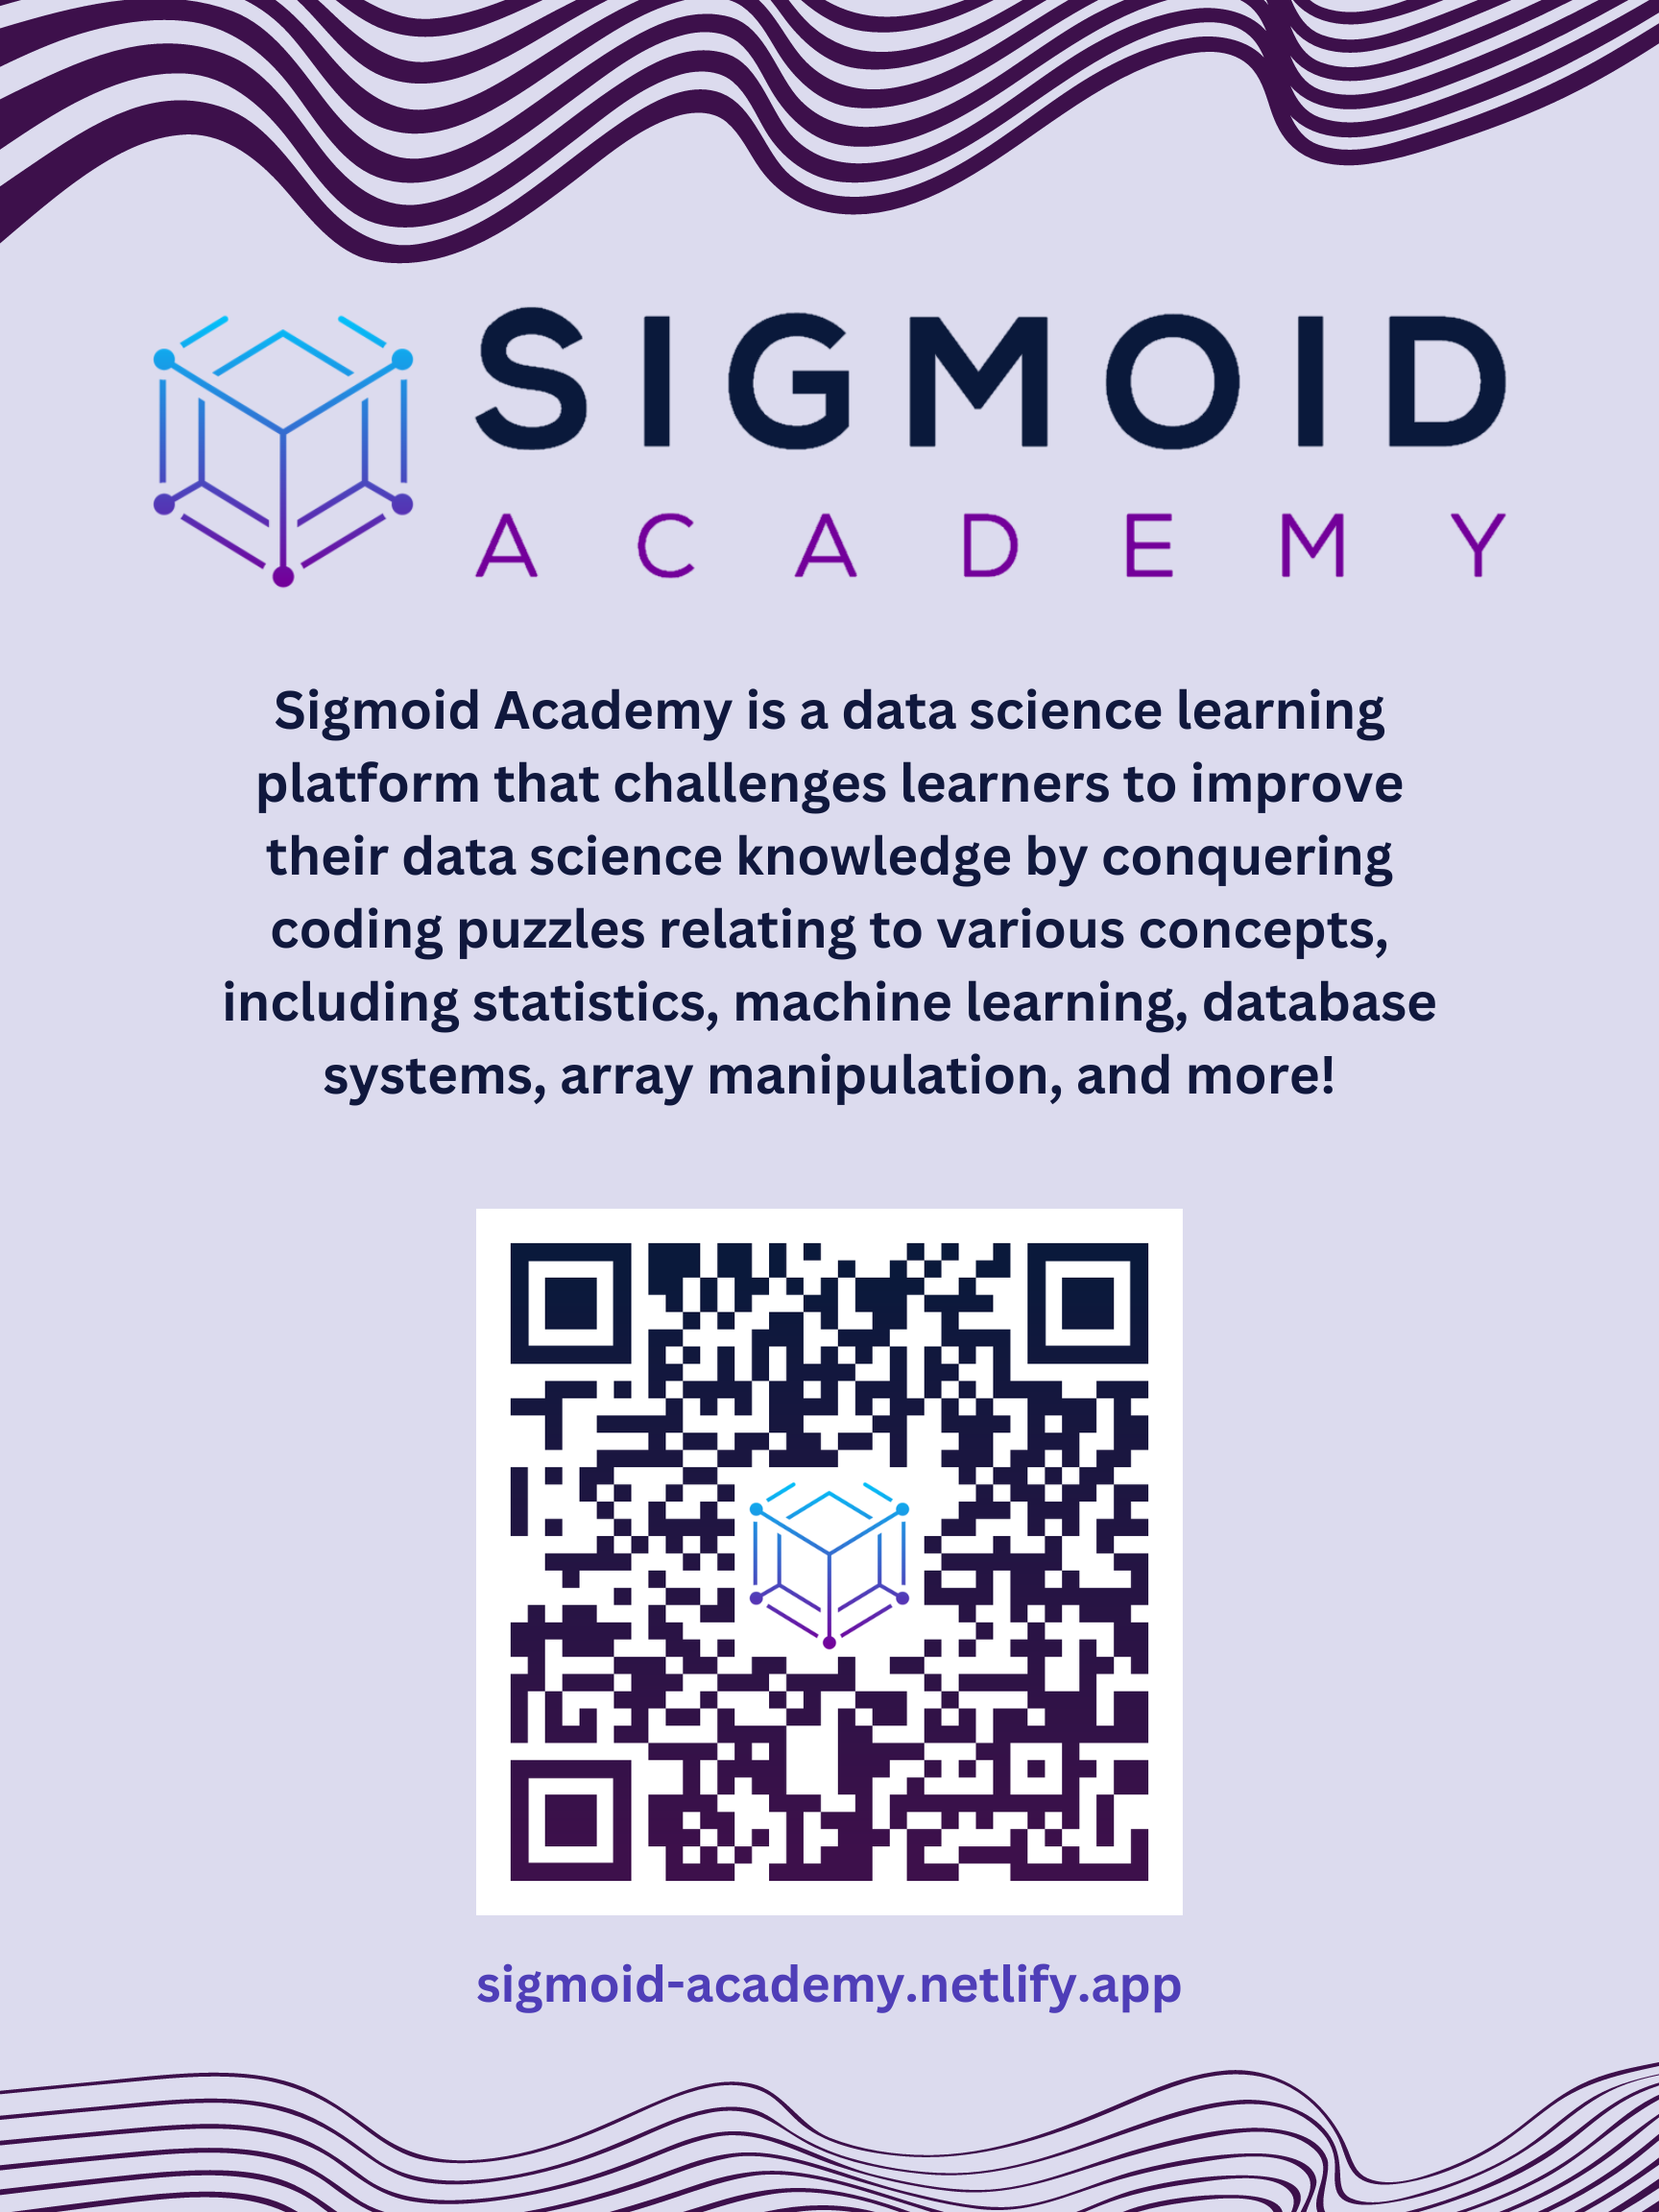 SIGMOID
ACADEMY
Sigmoid Academy is a data science learning
platform that challenges learners to improve
their data science knowledge by conquering
coding puzzles relating to various concepts,
including statistics, machine learning, database
systems, array manipulation, and more!
sigmoid-academy.netlify.app